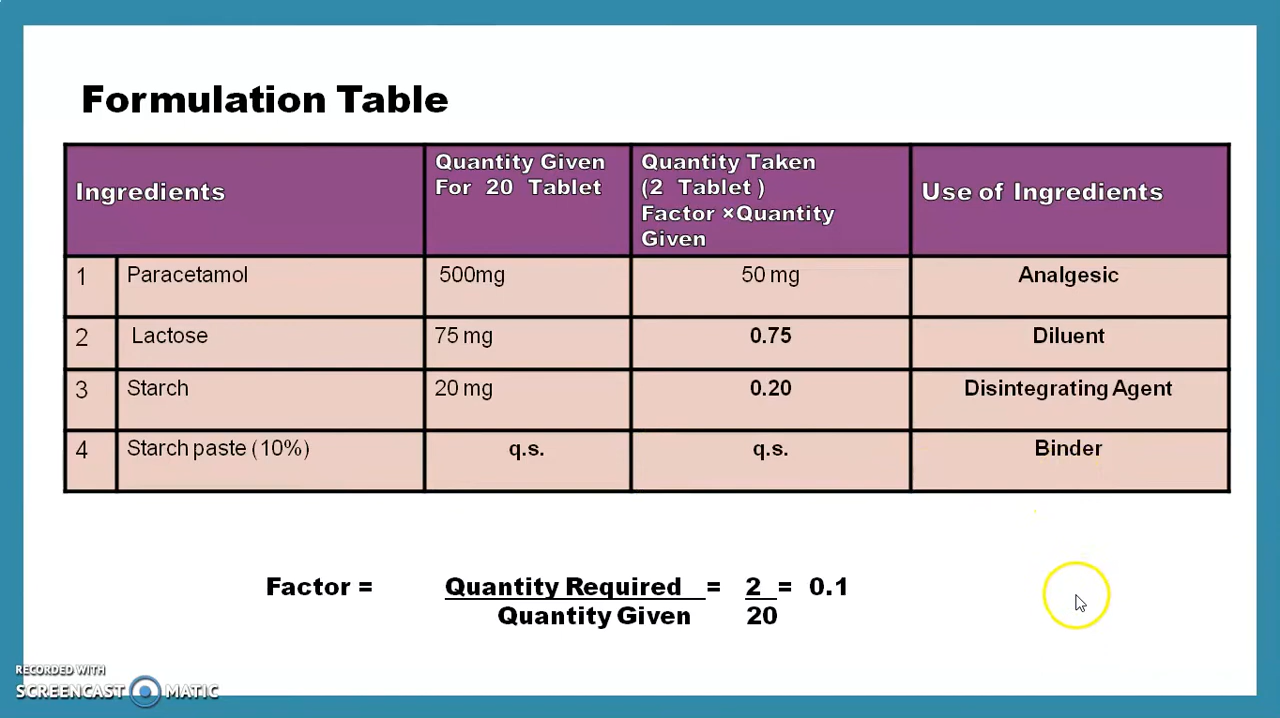 Formulation Table
Ingredients
Quantity Given
For 20 Tablet
Quantity Taken
(2 Tablet )
Factor ×Quantity
Given
Use of Ingredients
1 Paracetamol 500mg 50 mg Analgesic
2 Lactose 75 mg 0.75 Diluent
3 Starch 20 mg 0.20 Disintegrating Agent
4 Starch paste (10%) q.s. q.s. Binder
Factor = Quantity Required = 2 = 0.1
Quantity Given 20
RECORDED WITH
SCREENCAST MATIC